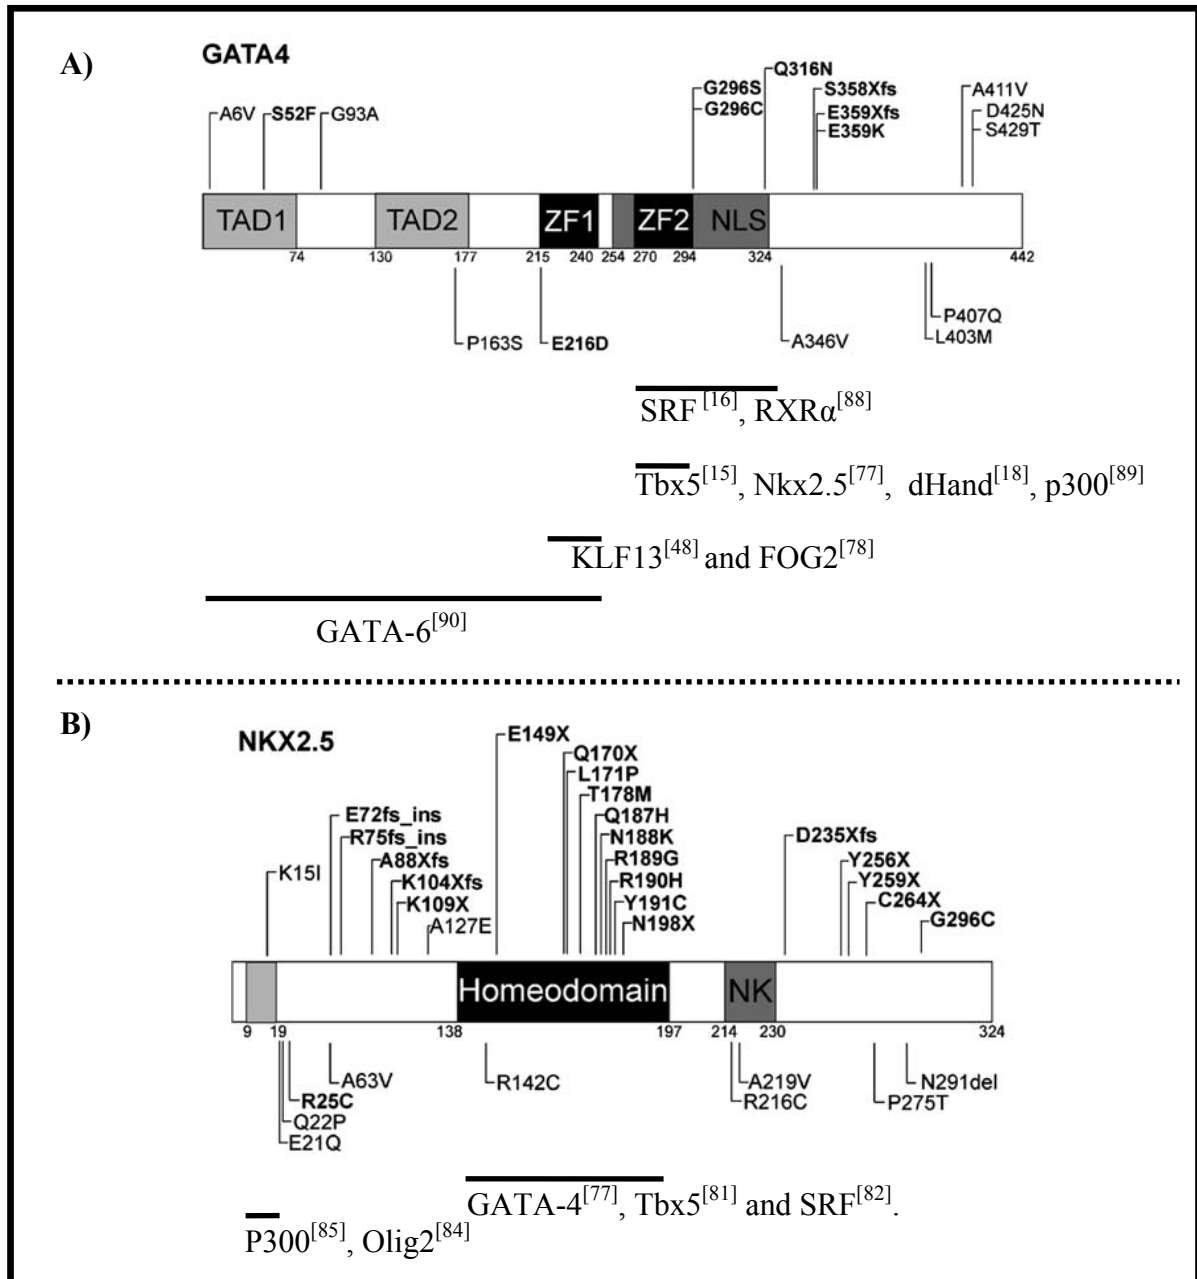 A)
GATA4
Q316N
G296S
S358Xfs
A411V
A6V
S52F
G93A
G296C
E359Xfs
D425N
E359K
S429T
TAD1
TAD2
ZF1
ZF2
NLS
74 130 177 215 240 254 270 294 324 442
P163S
E216D
A346V
P407Q
L403M
SRF[16], RXRα[88]
Tbx5[15], Nkx2.5[77], dHand[18], p300[89]
KLF13[48] and FOG2[78]
GATA-6[90]
B)
NKX2.5
E149X
Q170X
L171P
T178M
E72fs_ins
Q187H
R75fs_ins
N188K
D235Xfs
A88Xfs
R189G
Y256X
K15I
K104Xfs
R190H
Y259X
K109X
Y191C
C264X
A127E
N198X
G296C
Homeodomain
NK
9 19 138 197 214 230 324
A63V
R142C
A219V
N291del
R25C
R216C
P275T
Q22P
E21Q
GATA-4[77], Tbx5[81] and SRF[82].
P300[85], Olig2[84]